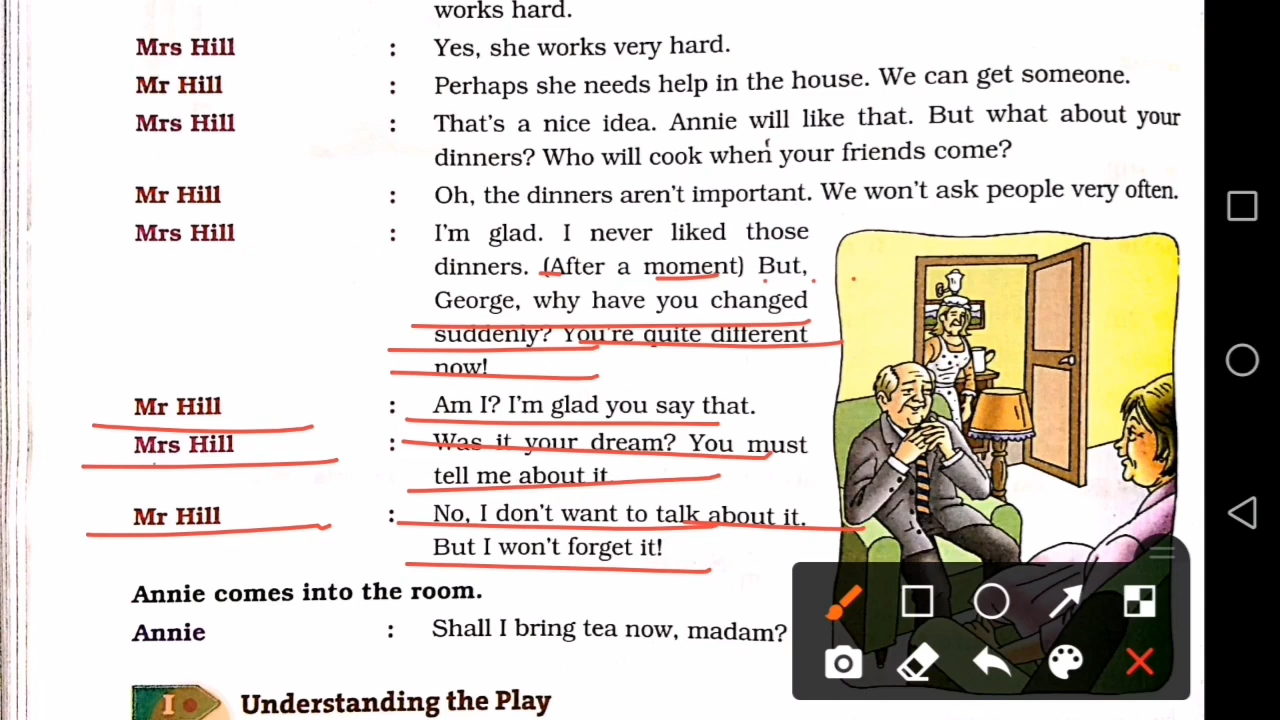 works hard.
Mrs Hill : Yes, she works very hard.
Mr Hill : Perhaps she needs help in the house. We can get someone.
Mrs Hill : That's a nice idea. Annie will like that. But what about your
dinners? Who will cook when your friends come?
Mr Hill : Oh, the dinners aren't important. We won't ask people very often.
Mrs Hill : I'm glad. I never liked those
dinners. (After a moment) But,
George, why have you changed
suddenly? You're quite different
now!
Mr Hill : Am I? I'm glad you say that.
Mrs Hill : Was it your dream? You must
tell me about it.
Mr Hill : No, I don't want to talk about it.
But I won't forget it!
Annie comes into the room.
Annie : Shall I bring tea now, madam?
I Understanding the Play